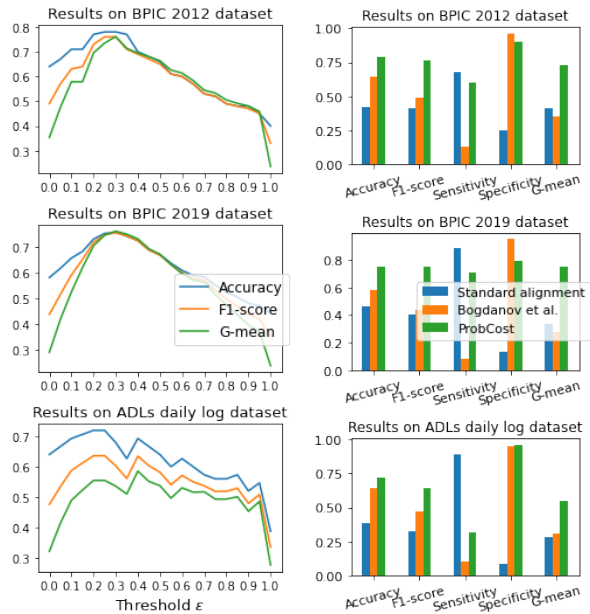 Results on BPIC 2012 dataset
0.8
0.7
0.6
0.5
0.4
0.3
0.0 0.1 0.2 0.3 0.4 0.5 0.6 0.7 0.8 0.9 1.0
Results on BPIC 2012 dataset
1.00
0.75
0.50
0.25
0.00
Accuracy F1-score Sensitivity Specificity G-mean
Results on BPIC 2019 dataset
0.7
0.6
0.5
0.4
0.3
Accuracy
F1-score
G-mean
0.0 0.1 0.2 0.3 0.4 0.5 0.6 0.7 0.8 0.9 1.0
Results on BPIC 2019 dataset
0.8
0.6
0.4
0.2
0.0
Standard alignment
Bogdanov et al.
ProbCost
Accuracy F1-score Sensitivity Specificity G-mean
Results on ADLs daily log dataset
0.7
0.6
0.5
0.4
0.3
0.0 0.1 0.2 0.3 0.4 0.5 0.6 0.7 0.8 0.9 1.0
Threshold ε
Results on ADLs daily log dataset
1.00
0.75
0.50
0.25
0.00
Accuracy F1-score Sensitivity Specificity G-mean